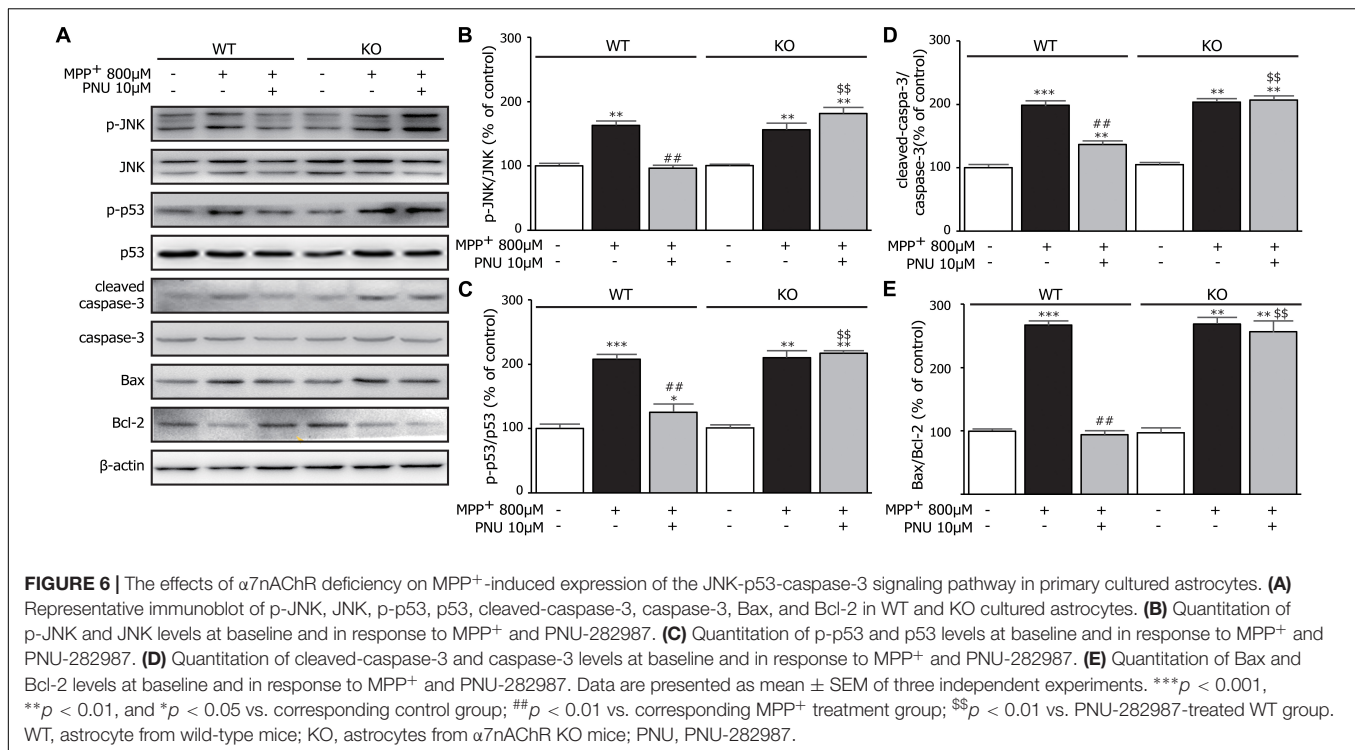 A
WT KO
MPP+ 800μM - + + - + +
PNU 10μM - - + - - +
p-JNK
JNK
p-p53
p53
cleaved
caspase-3
caspase-3
Bax
Bcl-2
β-actin
B
WT KO
p-JNK/JNK (% of control)
300
200
100
0
** ## ** $$ **
MPP+ 800μM - + + - + +
PNU 10μM - - + - - +
C
WT KO
p-p53/p53 (% of control)
300
200
100
0
*** ## * ** $$ **
MPP+ 800μM - + + - + +
PNU 10μM - - + - - +
D
WT KO
cleaved-caspa-3/
caspase-3(% of control)
300
200
100
0
*** ## ** ** $$ **
MPP+ 800μM - + + - + +
PNU 10μM - - + - - +
E
WT KO
Bax/Bcl-2 (% of control)
300
200
100
0
*** ## ** ** $$
MPP+ 800μM - + + - + +
PNU 10μM - - + - - +
FIGURE 6 | The effects of α7nAChR deficiency on MPP+-induced expression of the JNK-p53-caspase-3 signaling pathway in primary cultured astrocytes. (A)
Representative immunoblot of p-JNK, JNK, p-p53, p53, cleaved-caspase-3, caspase-3, Bax, and Bcl-2 in WT and KO cultured astrocytes. (B) Quantitation of
p-JNK and JNK levels at baseline and in response to MPP+ and PNU-282987. (C) Quantitation of p-p53 and p53 levels at baseline and in response to MPP+ and
PNU-282987. (D) Quantitation of cleaved-caspase-3 and caspase-3 levels at baseline and in response to MPP+ and PNU-282987. (E) Quantitation of Bax and
Bcl-2 levels at baseline and in response to MPP+ and PNU-282987. Data are presented as mean ± SEM of three independent experiments. ***p < 0.001,
**p < 0.01, and *p < 0.05 vs. corresponding control group; ##p < 0.01 vs. corresponding MPP+ treatment group; $$p < 0.01 vs. PNU-282987-treated WT group.
WT, astrocyte from wild-type mice; KO, astrocytes from α7nAChR KO mice; PNU, PNU-282987.